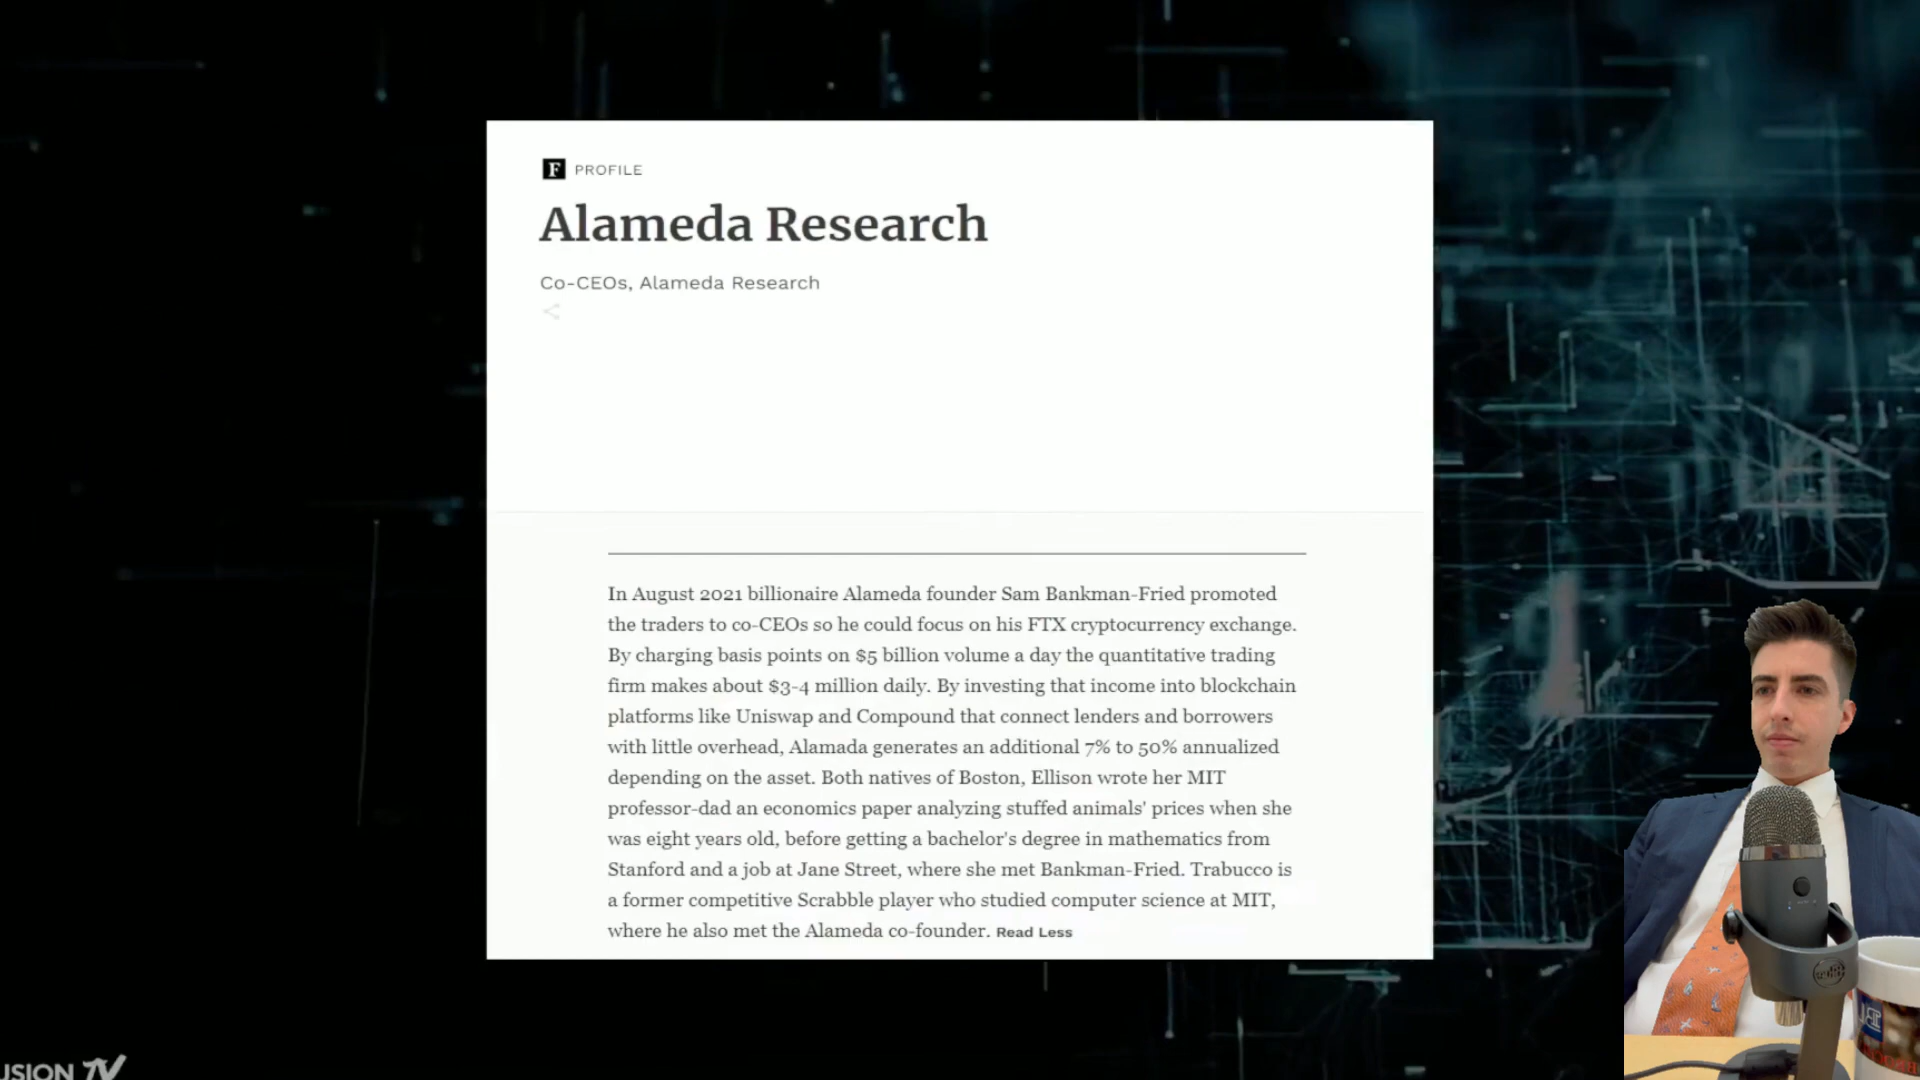 F PROFILE
Alameda Research
Co-CEOs, Alameda Research
In August 2021 billionaire Alameda founder Sam Bankman-Fried promoted
the traders to co-CEOs so he could focus on his FTX cryptocurrency exchange.
By charging basis points on $5 billion volume a day the quantitative trading
firm makes about $3-4 million daily. By investing that income into blockchain
platforms like Uniswap and Compound that connect lenders and borrowers
with little overhead, Alamada generates an additional 7% to 50% annualized
depending on the asset. Both natives of Boston, Ellison wrote her MIT
professor-dad an economics paper analyzing stuffed animals' prices when she
was eight years old, before getting a bachelor's degree in mathematics from
Stanford and a job at Jane Street, where she met Bankman-Fried. Trabucco is
a former competitive Scrabble player who studied computer science at MIT,
where he also met the Alameda co-founder. Read Less
USION TV